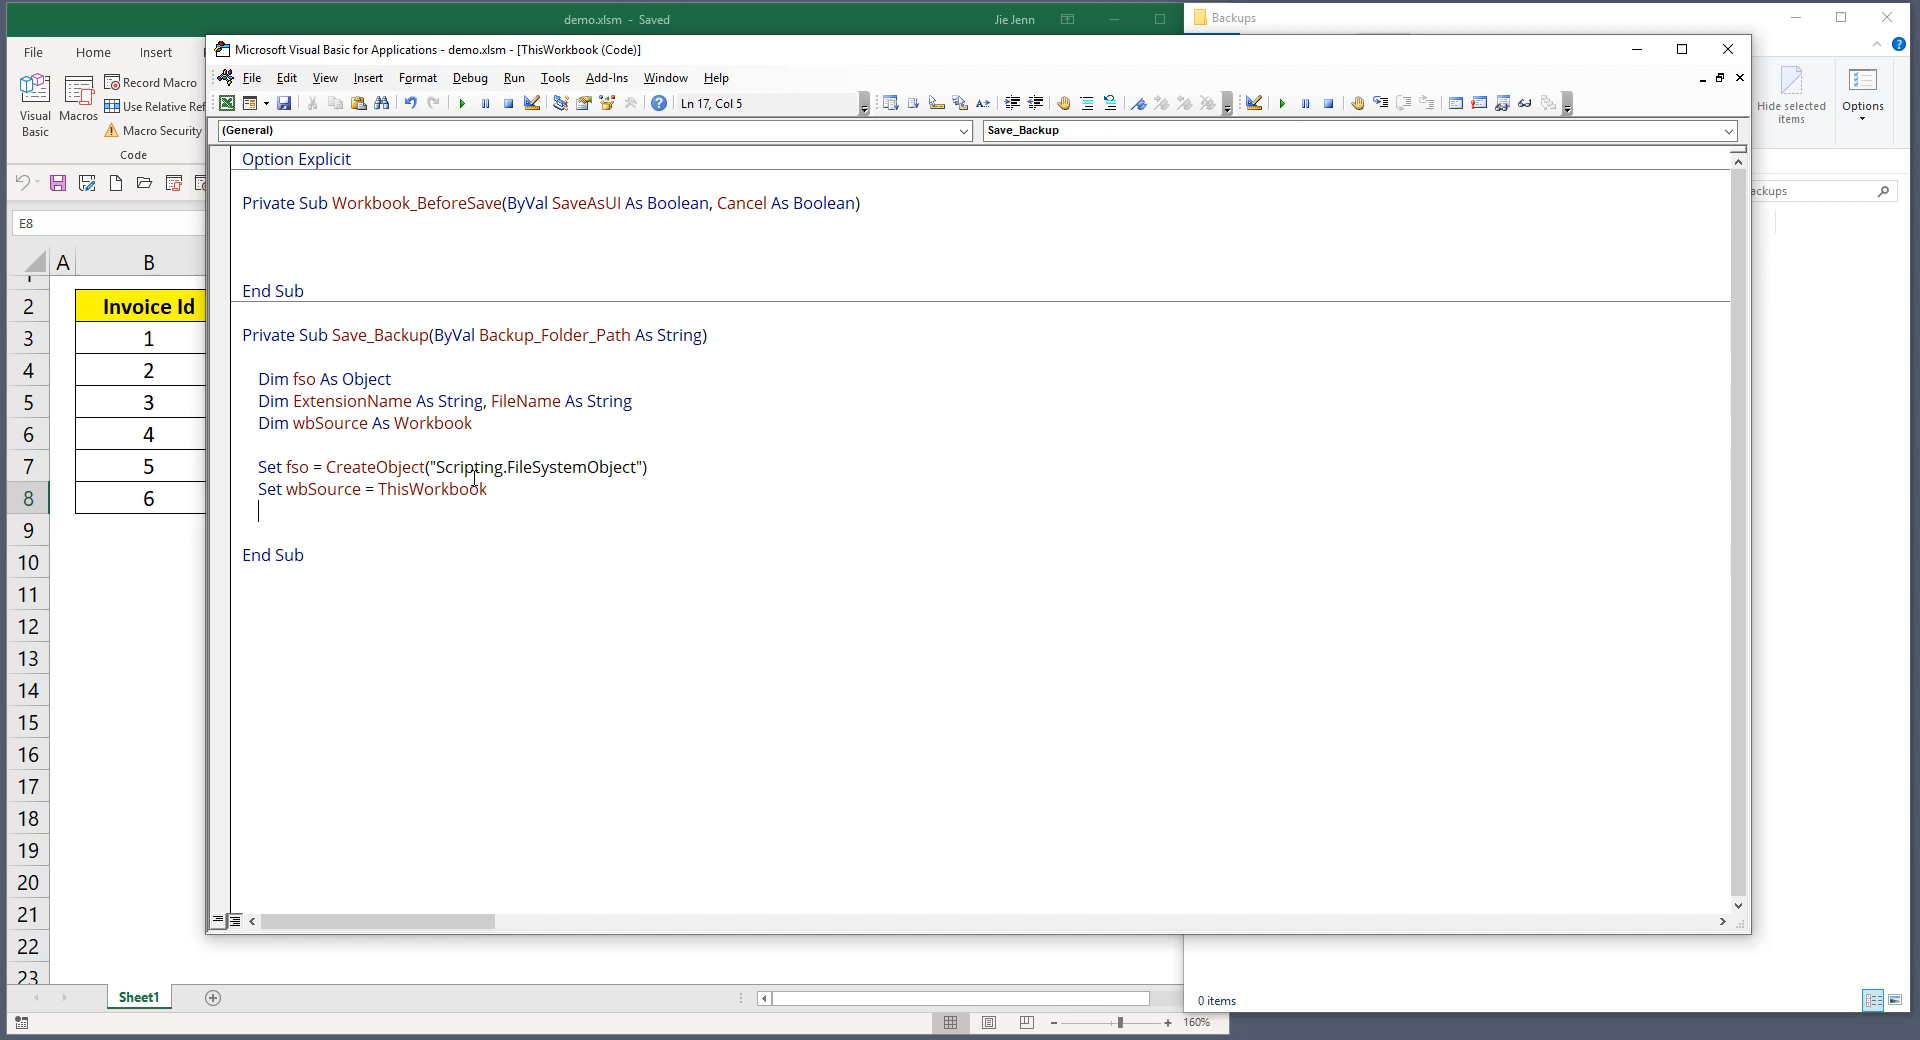 demo.xlsm - Saved
Jie Jenn
Backups
File Home Insert
Microsoft Visual Basic for Applications - demo.xlsm - [ThisWorkbook (Code)]
File Edit View Insert Format Debug Run Tools Add-Ins Window Help
Ln 17, Col 5
Visual Basic
Macros
Record Macro
Use Relative Ref
Macro Security
Code
Hide selected items
Options
(General)
Save_Backup
ackups
E8
Option Explicit
Private Sub Workbook_BeforeSave(ByVal SaveAsUI As Boolean, Cancel As Boolean)
End Sub
Private Sub Save_Backup(ByVal Backup_Folder_Path As String)
Dim fso As Object
Dim ExtensionName As String, FileName As String
Dim wbSource As Workbook
Set fso = CreateObject("Scripting.FileSystemObject")
Set wbSource = ThisWorkbook
End Sub
A B
1
2 Invoice Id
3 1
4 2
5 3
6 4
7 5
8 6
9
10
11
12
13
14
15
16
17
18
19
20
21
22
23
Sheet1
0 items
160%